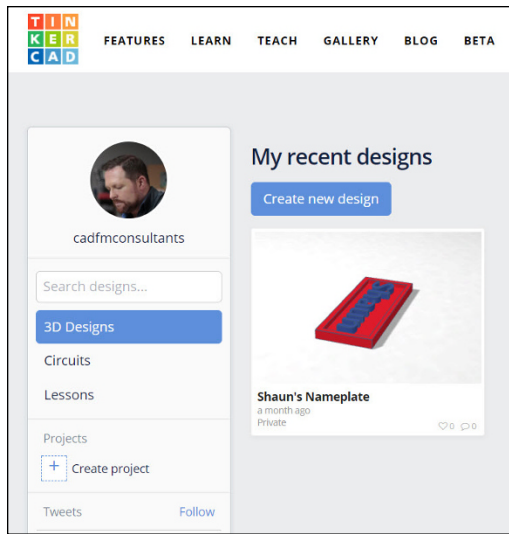 TIN
KER
CAD
FEATURES LEARN TEACH GALLERY BLOG BETA
cadfmconsultants
Search designs...
3D Designs
Circuits
Lessons
Projects
+ Create project
Tweets Follow
My recent designs
Create new design
Shaun's Nameplate
a month ago
Private
0 0